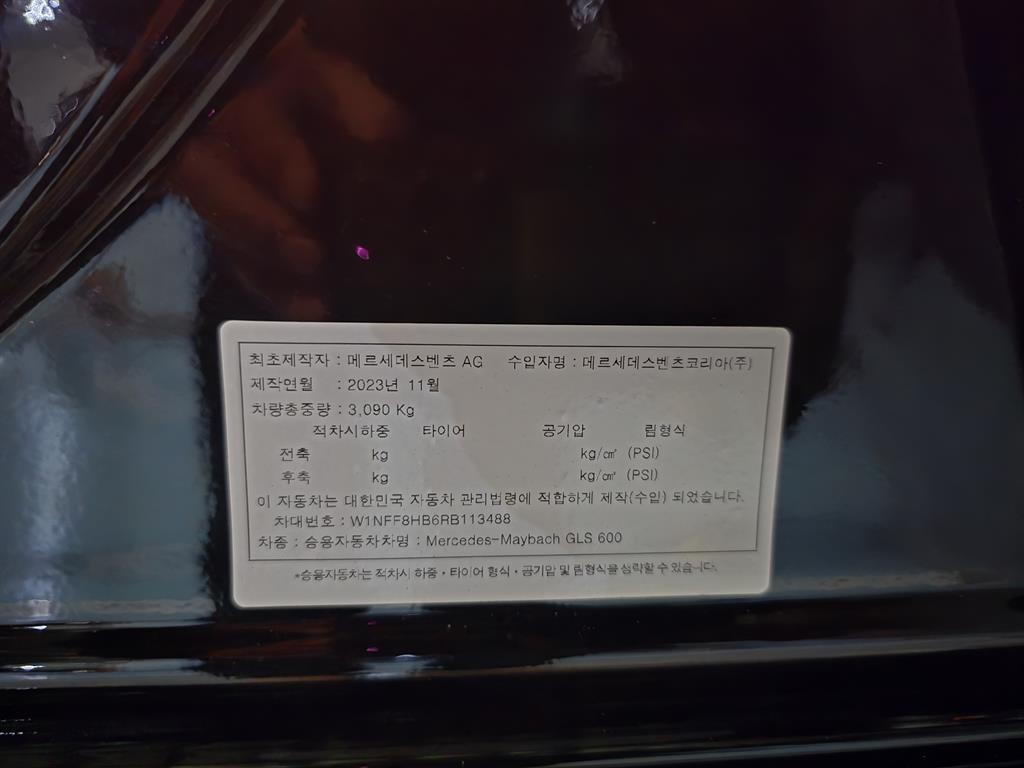 최초제작자 : 메르세데스벤츠 AG 수입자명 : 메르세데스벤츠코리아(주)
제작연월 : 2023년 11월
차량총중량 : 3,090 Kg
적차시하중 타이어 공기압 림형식
전축 kg kg/㎠ (PSI)
후축 kg kg/㎠ (PSI)
이 자동차는 대한민국 자동차 관리법령에 적합하게 제작(수입) 되었습니다.
차대번호 : W1NFF8HB6RB113488
차종 : 승용자동차차명 : Mercedes-Maybach GLS 600
*승용자동차는 적차시 하중 · 타이어 형식 · 공기압 및 림형식을 생략할 수 있습니다.